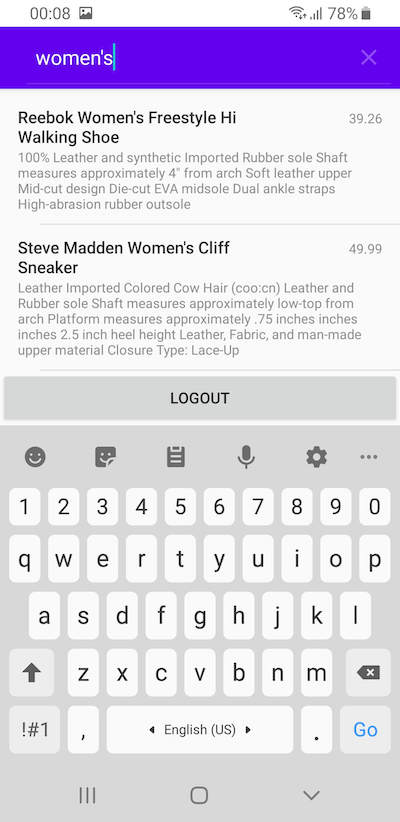 00:08 78%
women's
Reebok Women's Freestyle Hi 39.26
Walking Shoe
100% Leather and synthetic Imported Rubber sole Shaft
measures approximately 4" from arch Soft leather upper
Mid-cut design Die-cut EVA midsole Dual ankle straps
High-abrasion rubber outsole
Steve Madden Women's Cliff 49.99
Sneaker
Leather Imported Colored Cow Hair (coo:cn) Leather and
Rubber sole Shaft measures approximately low-top from
arch Platform measures approximately .75 inches inches
inches 2.5 inch heel height Leather, Fabric, and man-made
upper material Closure Type: Lace-Up
LOGOUT
1 2 3 4 5 6 7 8 9 0
q w e r t y u i o p
a s d f g h j k l
z x c v b n m
!#1 , English (US) . Go